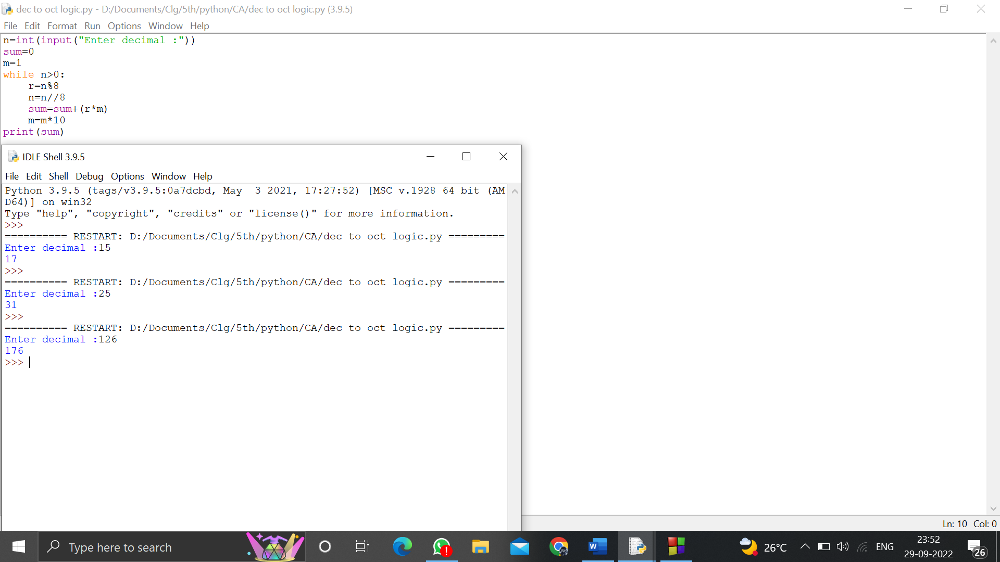 dec to oct logic.py - D:/Documents/Clg/5th/python/CA/dec to oct logic.py (3.9.5)
File Edit Format Run Options Window Help
n=int(input("Enter decimal :"))
sum=0
m=1
while n>0:
    r=n%8
    n=n//8
    sum=sum+(r*m)
    m=m*10
print(sum)
IDLE Shell 3.9.5
File Edit Shell Debug Options Window Help
Python 3.9.5 (tags/v3.9.5:0a7dcbd, May  3 2021, 17:27:52) [MSC v.1928 64 bit (AM
D64)] on win32
Type "help", "copyright", "credits" or "license()" for more information.
>>>
========== RESTART: D:/Documents/Clg/5th/python/CA/dec to oct logic.py =========
Enter decimal :15
17
>>>
========== RESTART: D:/Documents/Clg/5th/python/CA/dec to oct logic.py =========
Enter decimal :25
31
>>>
========== RESTART: D:/Documents/Clg/5th/python/CA/dec to oct logic.py =========
Enter decimal :126
176
>>>
Ln: 10 Col: 0
Type here to search
W
26°C
ENG
23:52
29-09-2022
26